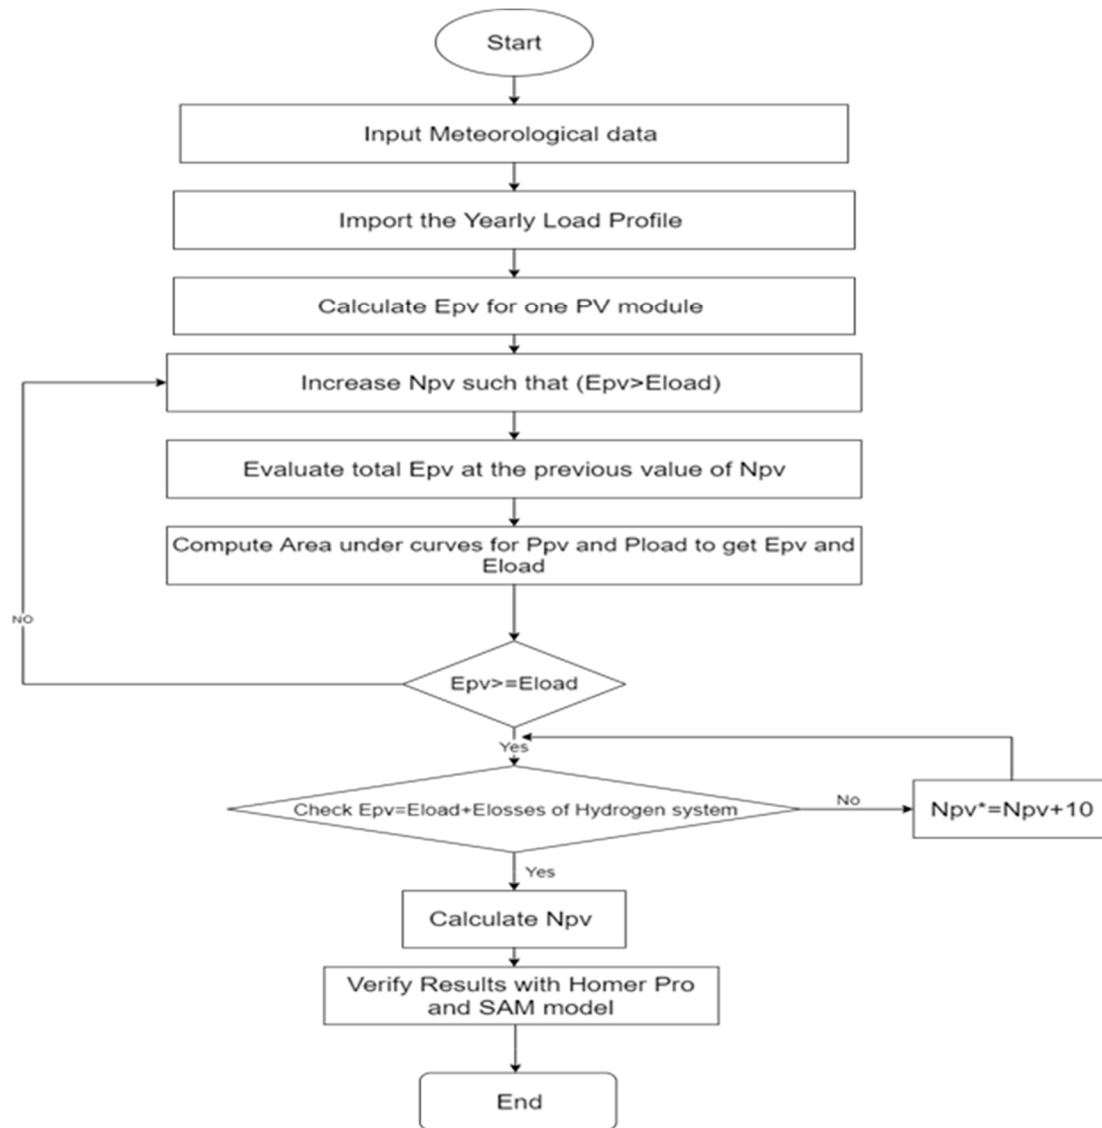 Start
Input Meteorological data
Import the Yearly Load Profile
Calculate Epv for one PV module
Increase Npv such that (Epv>Eload)
Evaluate total Epv at the previous value of Npv
Compute Area under curves for Ppv and Pload to get Epv and
Eload
NO
Epv>=Eload
Yes
Check Epv=Eload+Elosses of Hydrogen system
No
Npv*=Npv+10
Yes
Calculate Npv
Verify Results with Homer Pro
and SAM model
End